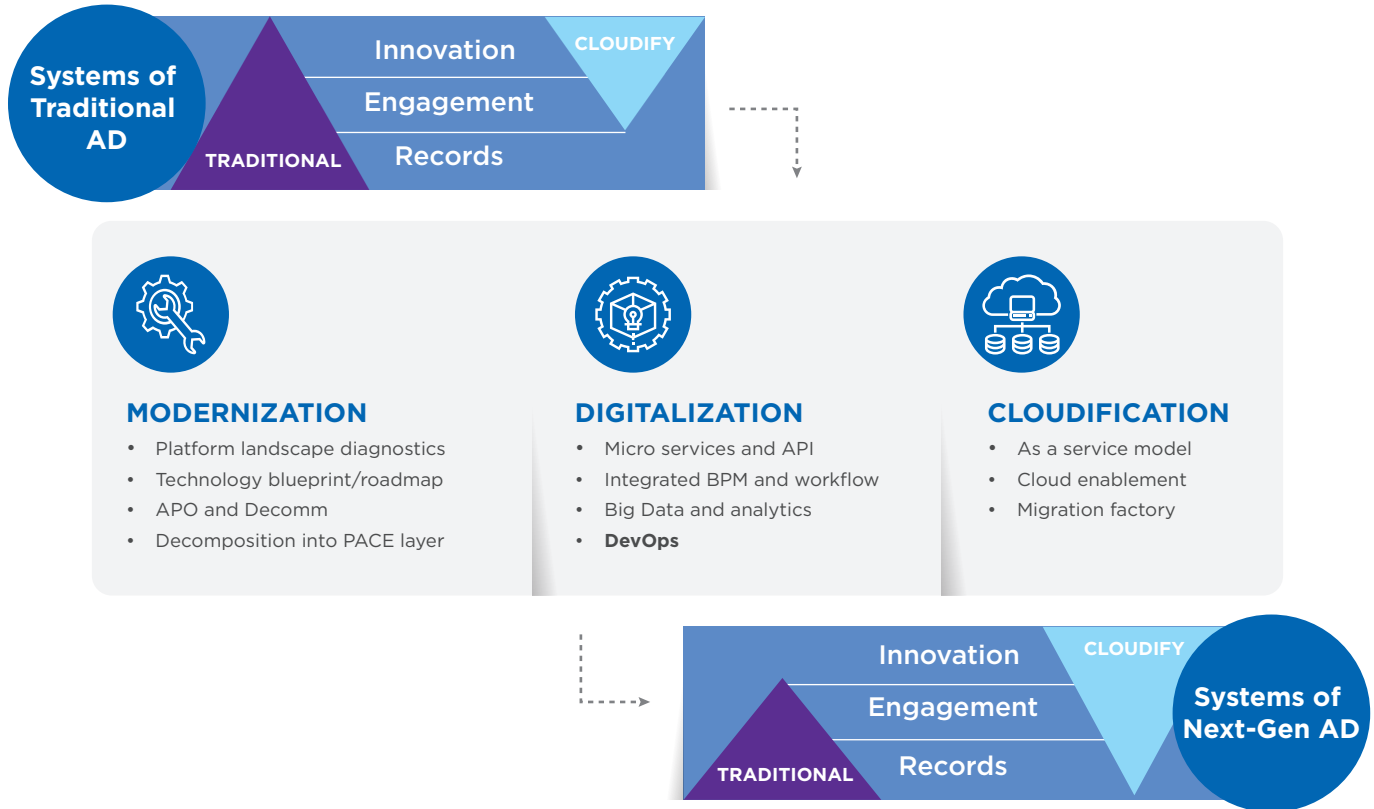 Systems of
Traditional
AD
TRADITIONAL
Innovation
Engagement
Records
CLOUDIFY
MODERNIZATION
• Platform landscape diagnostics
• Technology blueprint/roadmap
• APO and Decomm
• Decomposition into PACE layer
DIGITALIZATION
• Micro services and API
• Integrated BPM and workflow
• Big Data and analytics
• DevOps
CLOUDIFICATION
• As a service model
• Cloud enablement
• Migration factory
TRADITIONAL
Innovation
Engagement
Records
CLOUDIFY
Systems of
Next-Gen AD